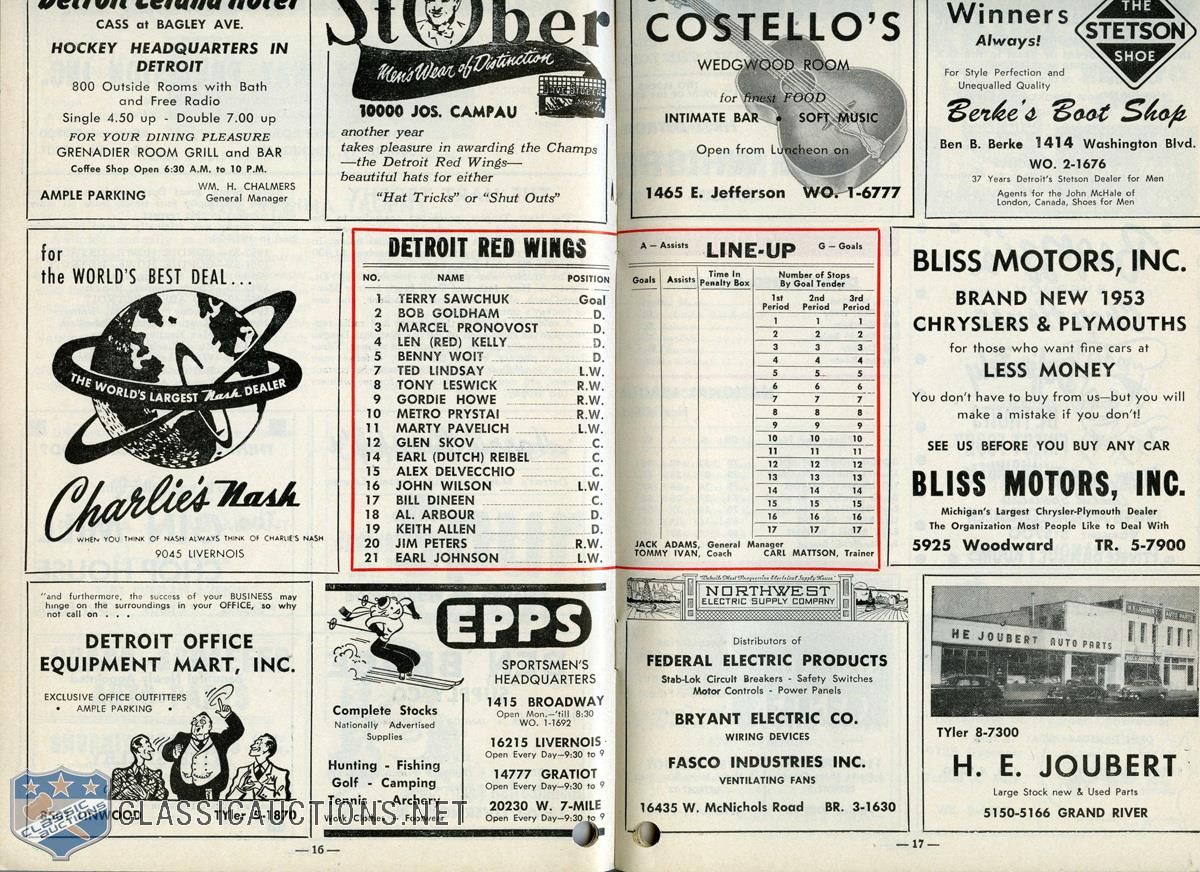 Detroit Leland Hotel
CASS at BAGLEY AVE.
HOCKEY HEADQUARTERS IN
DETROIT
800 Outside Rooms with Bath
and Free Radio
Single 4.50 up - Double 7.00 up
FOR YOUR DINING PLEASURE
GRENADIER ROOM GRILL and BAR
Coffee Shop Open 6:30 A.M. to 10 P.M.
AMPLE PARKING
WM. H. CHALMERS
General Manager
Stober
Men's Wear of Distinction
10000 JOS. CAMPAU
another year
takes pleasure in awarding the Champs
—the Detroit Red Wings—
beautiful hats for either
"Hat Tricks" or "Shut Outs"
COSTELLO'S
WEDGWOOD ROOM
for finest FOOD
INTIMATE BAR • SOFT MUSIC
Open from Luncheon on
1465 E. Jefferson WO. 1-6777
Winners
Always!
THE
STETSON
SHOE
For Style Perfection and
Unequalled Quality
Berke's Boot Shop
Ben B. Berke 1414 Washington Blvd.
WO. 2-1676
37 Years Detroit's Stetson Dealer for Men
Agents for the John McHale of
London, Canada, Shoes for Men
for
the WORLD'S BEST DEAL...
THE WORLD'S LARGEST Nash DEALER
Charlie's Nash
WHEN YOU THINK OF NASH ALWAYS THINK OF CHARLIE'S NASH
9045 LIVERNOIS
DETROIT RED WINGS
NO. NAME POSITION
1 TERRY SAWCHUK Goal
2 BOB GOLDHAM D.
3 MARCEL PRONOVOST D.
4 LEN (RED) KELLY D.
5 BENNY WOIT D.
7 TED LINDSAY L.W.
8 TONY LESWICK R.W.
9 GORDIE HOWE R.W.
10 METRO PRYSTAI R.W.
11 MARTY PAVELICH L.W.
12 GLEN SKOV C.
14 EARL (DUTCH) REIBEL C.
15 ALEX DELVECCHIO C.
16 JOHN WILSON L.W.
17 BILL DINEEN C.
18 AL. ARBOUR D.
19 KEITH ALLEN D.
20 JIM PETERS R.W.
21 EARL JOHNSON L.W.
A — Assists LINE-UP G — Goals
Goals Assists Time In Penalty Box Number of Stops
By Goal Tender
1st Period 2nd Period 3rd Period
1 1 1
2 2 2
3 3 3
4 4 4
5 5 5
6 6 6
7 7 7
8 8 8
9 9 9
10 10 10
11 11 11
12 12 12
13 13 13
14 14 14
15 15 15
16 16 16
17 17 17
JACK ADAMS, General Manager
TOMMY IVAN, Coach CARL MATTSON, Trainer
BLISS MOTORS, INC.
BRAND NEW 1953
CHRYSLERS & PLYMOUTHS
for those who want fine cars at
LESS MONEY
You don't have to buy from us—but you will
make a mistake if you don't!
SEE US BEFORE YOU BUY ANY CAR
BLISS MOTORS, INC.
Michigan's Largest Chrysler-Plymouth Dealer
The Organization Most People Like to Deal With
5925 Woodward TR. 5-7900
"and furthermore, the success of your BUSINESS may
hinge on the surroundings in your OFFICE, so why
not call on . . .
DETROIT OFFICE
EQUIPMENT MART, INC.
EXCLUSIVE OFFICE OUTFITTERS
• AMPLE PARKING •
TYler 4-1870
EPPS
SPORTSMEN'S
HEADQUARTERS
1415 BROADWAY
Open Mon.—'till 8:30
WO. 1-1692
16215 LIVERNOIS
Open Every Day—9:30 to 9
14777 GRATIOT
Open Every Day—9:30 to 9
20230 W. 7-MILE
Open Every Day—9:30 to 9
Complete Stocks
Nationally Advertised
Supplies
Hunting - Fishing
Golf - Camping
Tennis - Archery
Work Clothes - Footwear
"Detroit's Most Progressive Electrical Supply House"
NORTHWEST
ELECTRIC SUPPLY COMPANY
Distributors of
FEDERAL ELECTRIC PRODUCTS
Stab-Lok Circuit Breakers - Safety Switches
Motor Controls - Power Panels
BRYANT ELECTRIC CO.
WIRING DEVICES
FASCO INDUSTRIES INC.
VENTILATING FANS
16435 W. McNichols Road BR. 3-1630
HE JOUBERT AUTO PARTS
TYler 8-7300
H. E. JOUBERT
Large Stock new & Used Parts
5150-5166 GRAND RIVER
CLASSIC
AUCTIONS
CLASSICAUCTIONS.NET
—16—
—17—